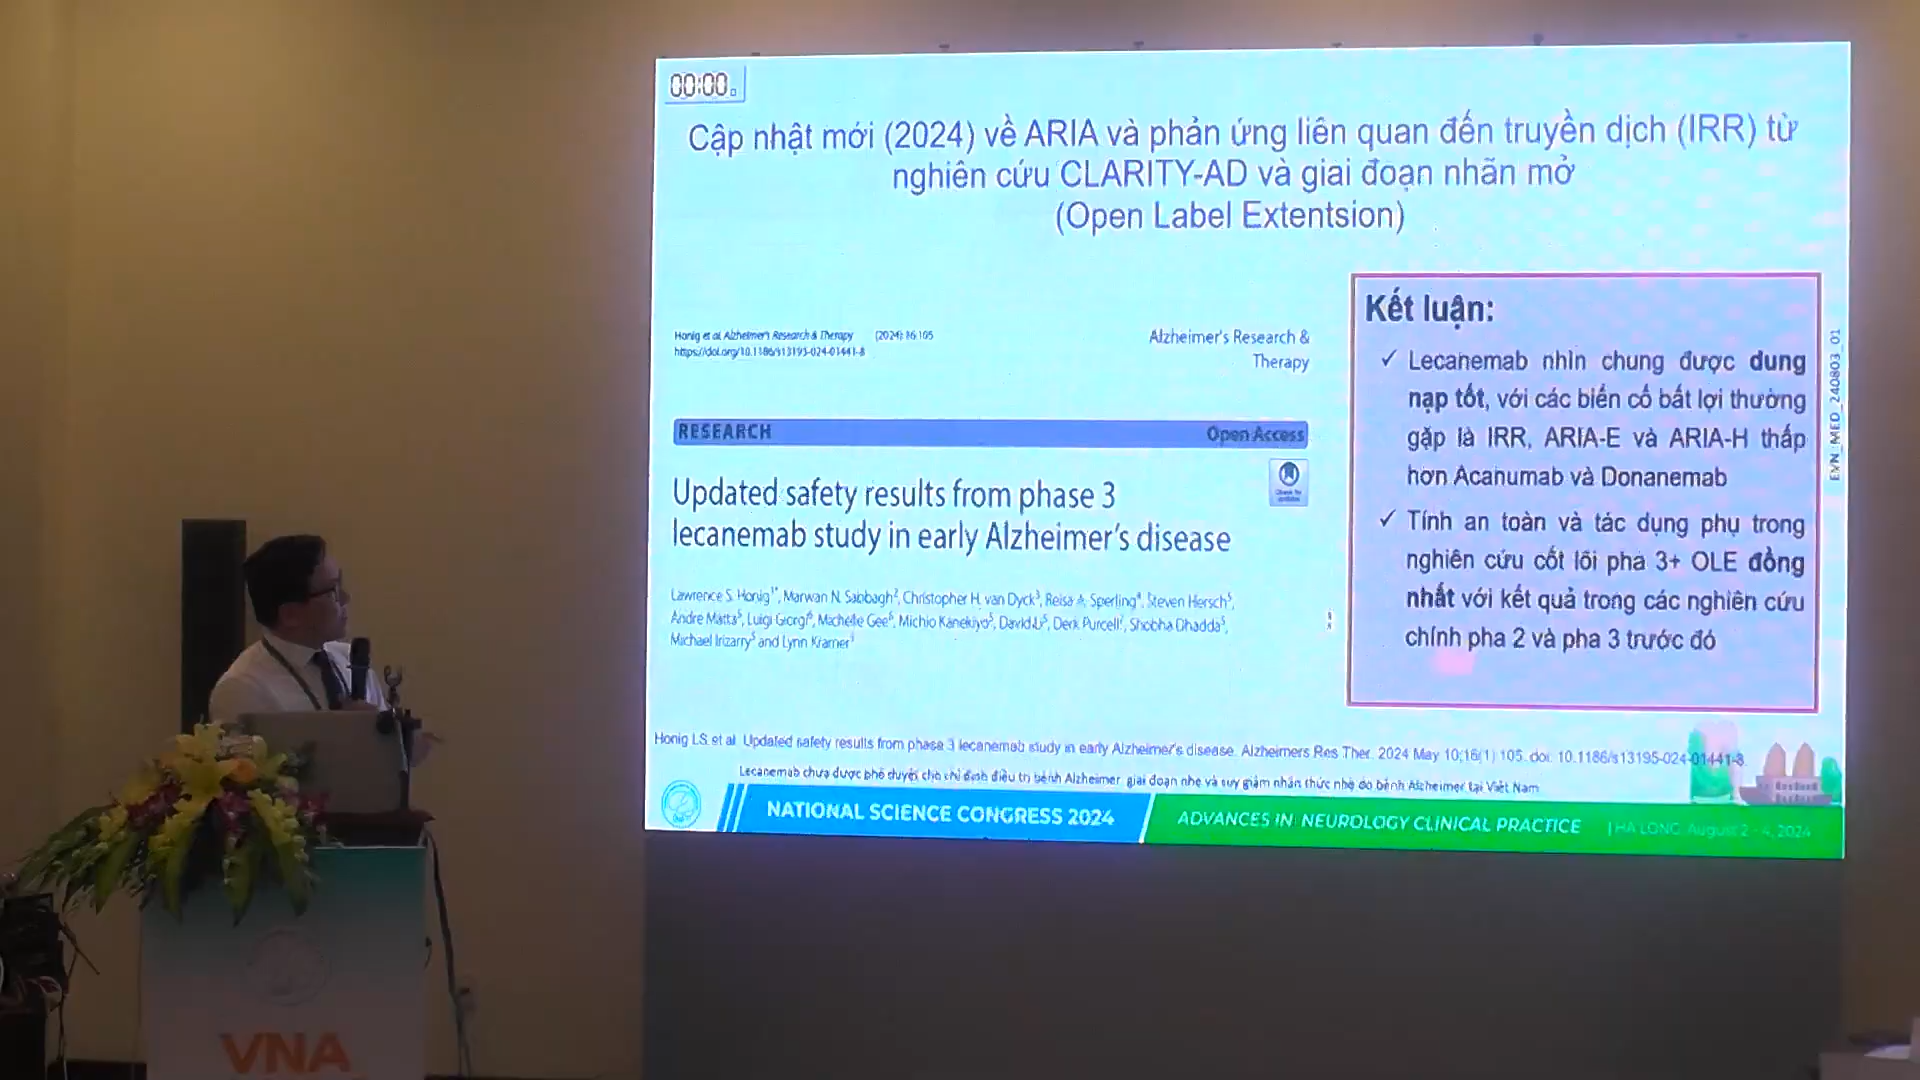 00:00
Cập nhật mới (2024) về ARIA và phản ứng liên quan đến truyền dịch (IRR) từ
nghiên cứu CLARITY-AD và giai đoạn nhãn mở
(Open Label Extentsion)
Honig et al. Alzheimer's Research & Therapy (2024) 16:105
https://doi.org/10.1186/s13195-024-01441-8
Alzheimer's Research &
Therapy
RESEARCH Open Access
Updated safety results from phase 3
lecanemab study in early Alzheimer's disease
Lawrence S. Honig1*, Marwan N. Sabbagh2, Christopher H. van Dyck3, Reisa A. Sperling4, Steven Hersch5,
Andre Matta5, Luigi Giorgi6, Michelle Gee6, Michio Kanekiyo5, David Li5, Derk Purcell7, Shobha Dhadda5,
Michael Irizarry5 and Lynn Kramer5
Kết luận:
✓ Lecanemab nhìn chung được dung
nạp tốt, với các biến cố bất lợi thường
gặp là IRR, ARIA-E và ARIA-H thấp
hơn Acanumab và Donanemab
✓ Tính an toàn và tác dụng phụ trong
nghiên cứu cốt lõi pha 3+ OLE đồng
nhất với kết quả trong các nghiên cứu
chính pha 2 và pha 3 trước đó
EVN_MED_240803_01
Honig LS et al. Updated safety results from phase 3 lecanemab study in early Alzheimer's disease. Alzheimers Res Ther. 2024 May 10;16(1):105. doi: 10.1186/s13195-024-01441-8.
Lecanemab chưa được phê duyệt cho chỉ định điều trị bệnh Alzheimer giai đoạn nhẹ và suy giảm nhận thức nhẹ do bệnh Alzheimer tại Việt Nam
NATIONAL SCIENCE CONGRESS 2024
ADVANCES IN NEUROLOGY CLINICAL PRACTICE | HA LONG, August 2 - 4, 2024
VNA